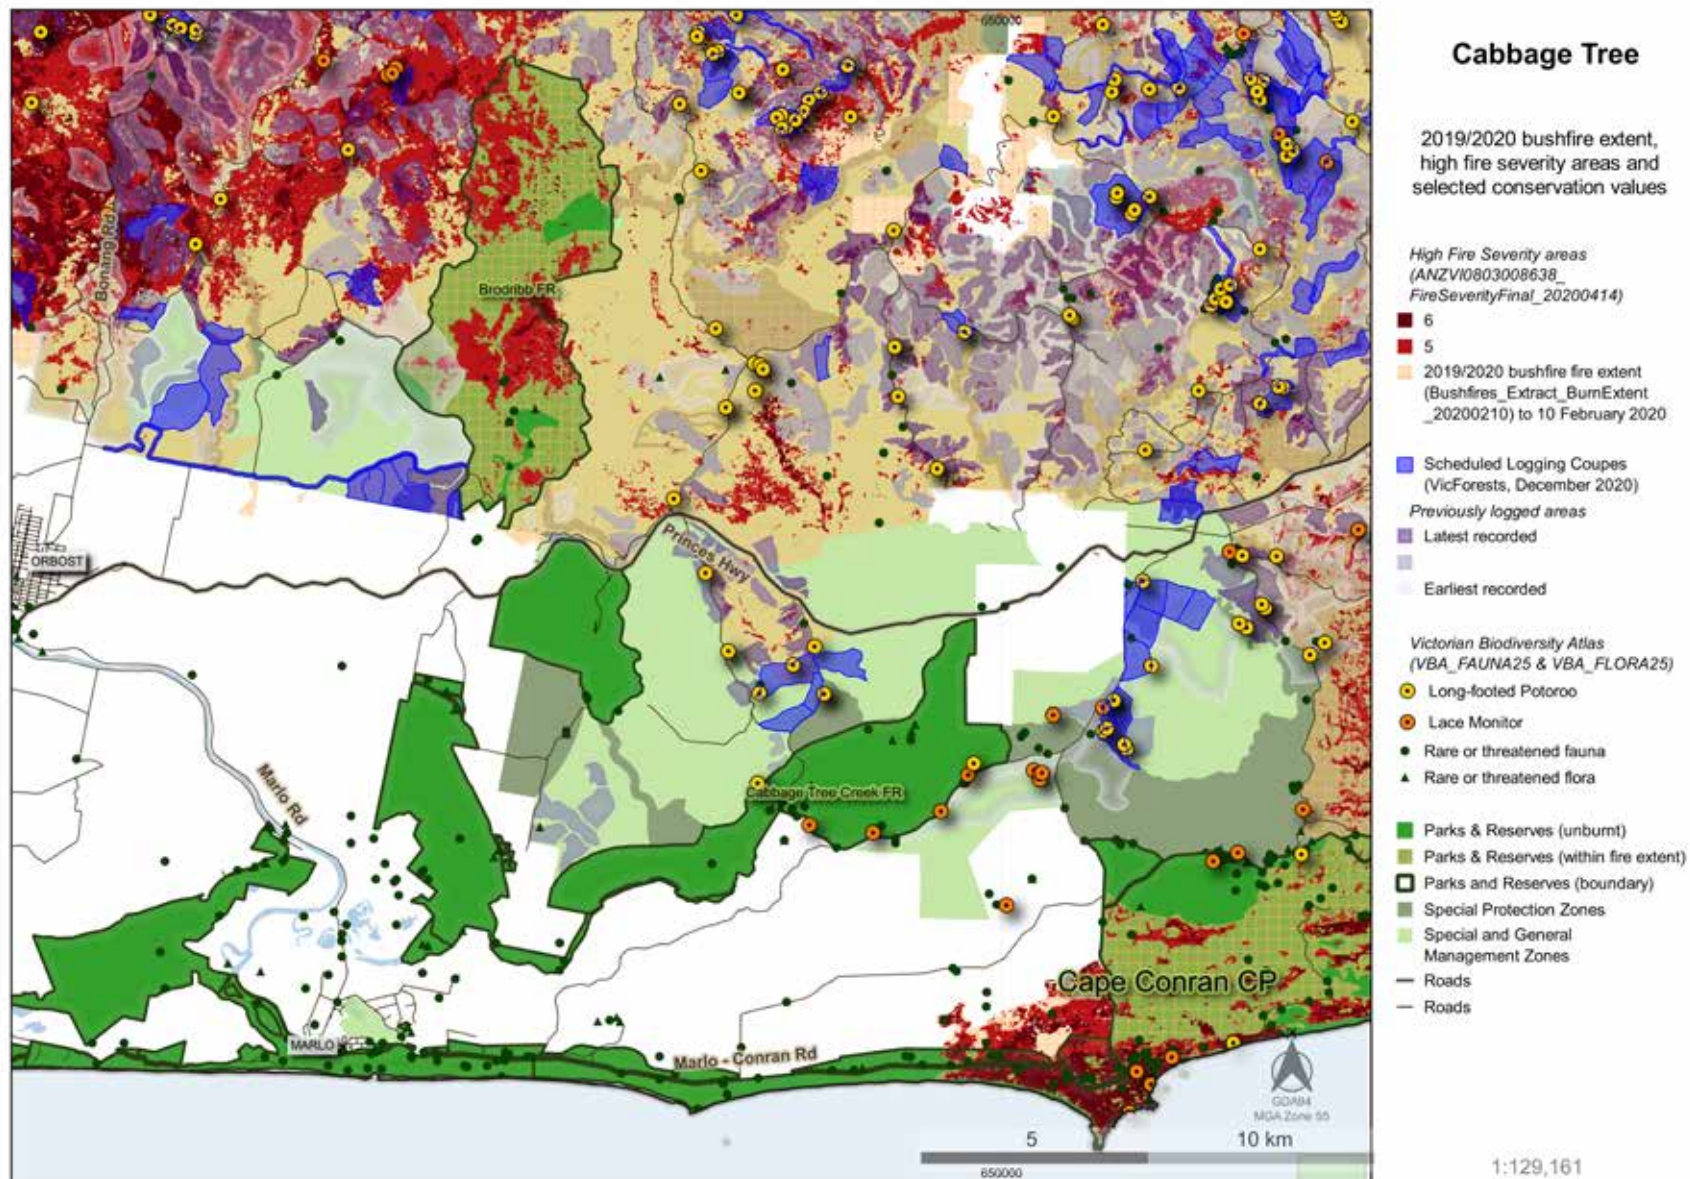 650000
Bonang Rd
Brodribb FR
Princes Hwy
ORBOST
Marlo Rd
Cabbage Tree Creek FR
Cape Conran CP
MARLO
Marlo - Conran Rd
GDA94
MGA Zone 55
5
10 km
650000
Cabbage Tree
2019/2020 bushfire extent,
high fire severity areas and
selected conservation values
High Fire Severity areas
(ANZVI0803008638_
FireSeverityFinal_20200414)
6
5
2019/2020 bushfire fire extent
(Bushfires_Extract_BurnExtent
_20200210) to 10 February 2020
Scheduled Logging Coupes
(VicForests, December 2020)
Previously logged areas
Latest recorded
Earliest recorded
Victorian Biodiversity Atlas
(VBA_FAUNA25 & VBA_FLORA25)
Long-footed Potoroo
Lace Monitor
Rare or threatened fauna
Rare or threatened flora
Parks & Reserves (unburnt)
Parks & Reserves (within fire extent)
Parks and Reserves (boundary)
Special Protection Zones
Special and General
Management Zones
Roads
Roads
1:129,161